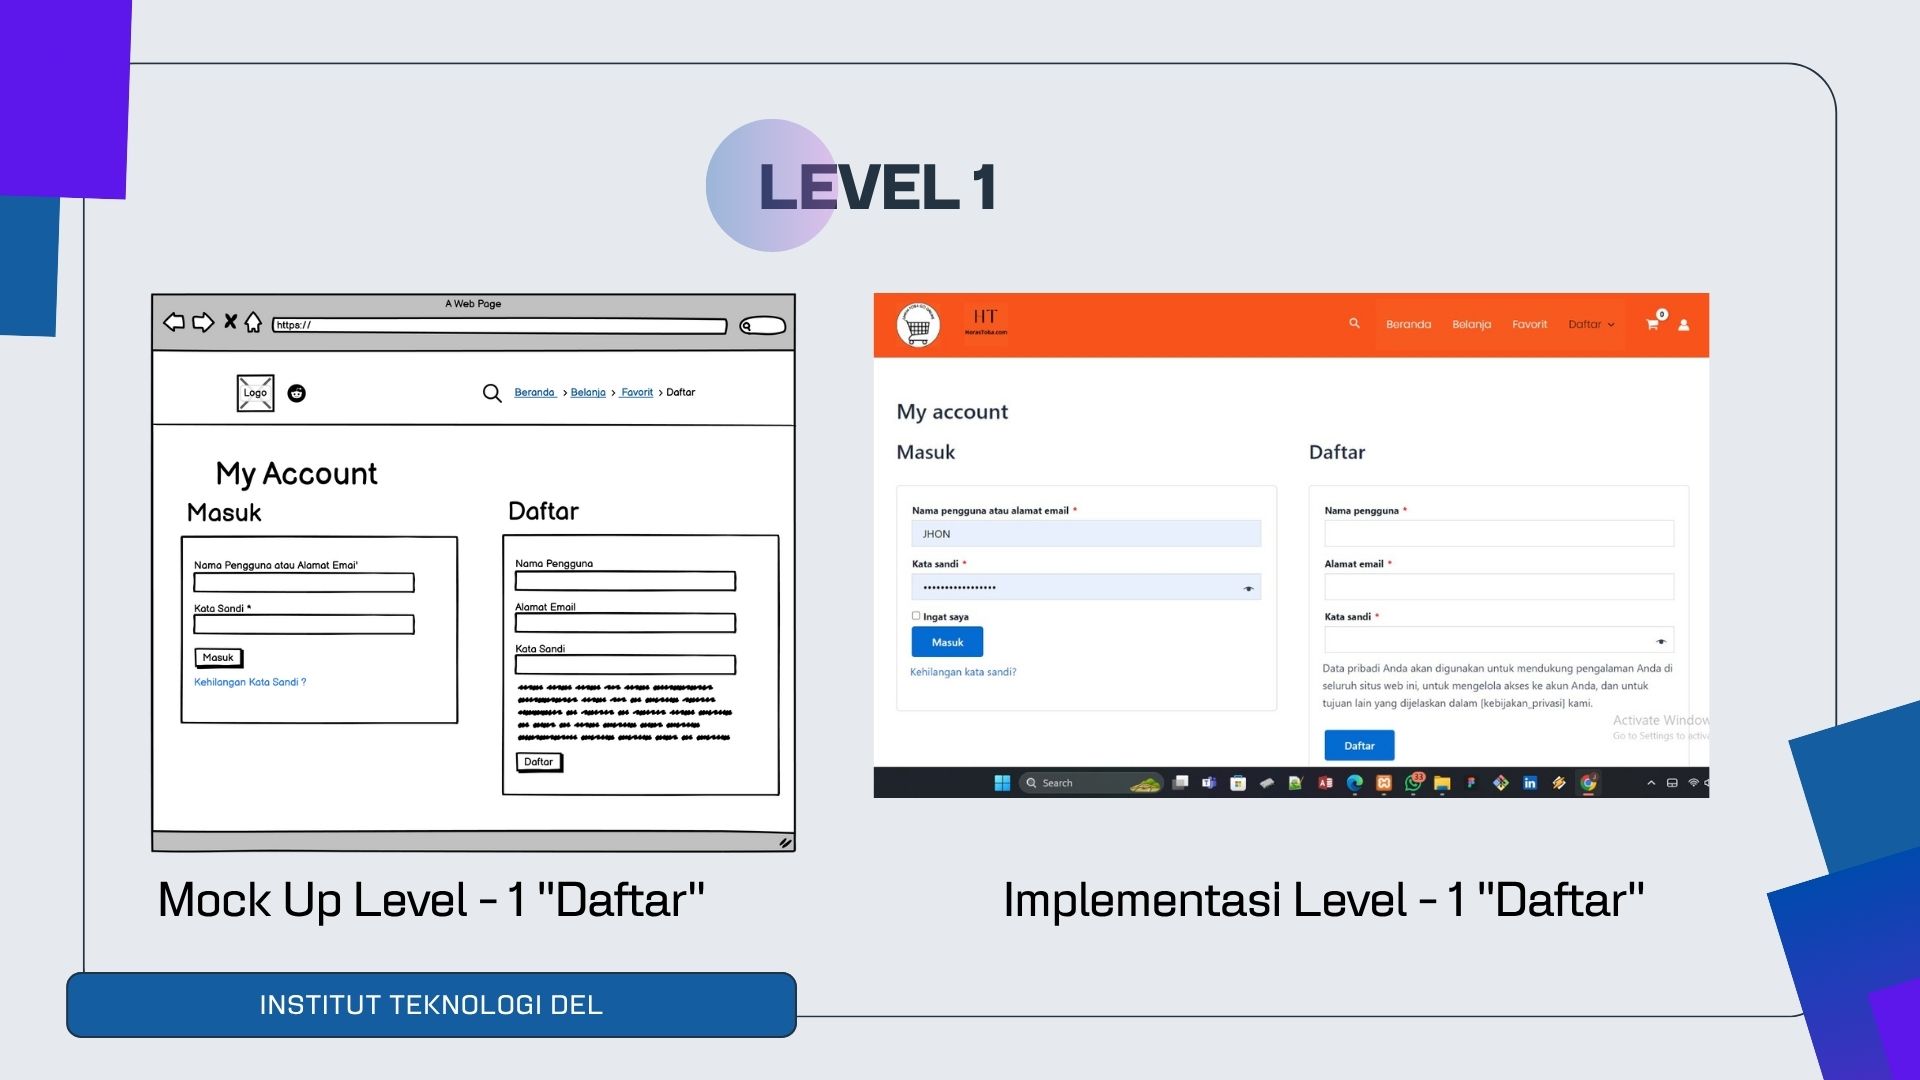 LEVEL 1
A Web Page
https://
Logo
Beranda > Belanja > Favorit > Daftar
My Account
Masuk
Nama Pengguna atau Alamat Emai'
Kata Sandi *
Masuk
Kehilangan Kata Sandi ?
Daftar
Nama Pengguna
Alamat Email
Kata Sandi
Daftar
Mock Up Level - 1 "Daftar"
HT
HorasToba.com
Beranda
Belanja
Favorit
Daftar
0
My account
Masuk
Nama pengguna atau alamat email *
JHON
Kata sandi *
Ingat saya
Masuk
Kehilangan kata sandi?
Daftar
Nama pengguna *
Alamat email *
Kata sandi *
Data pribadi Anda akan digunakan untuk mendukung pengalaman Anda di
seluruh situs web ini, untuk mengelola akses ke akun Anda, dan untuk
tujuan lain yang dijelaskan dalam [kebijakan_privasi] kami.
Activate Window
Go to Settings to activa
Daftar
Search
33
in
Implementasi Level - 1 "Daftar"
INSTITUT TEKNOLOGI DEL